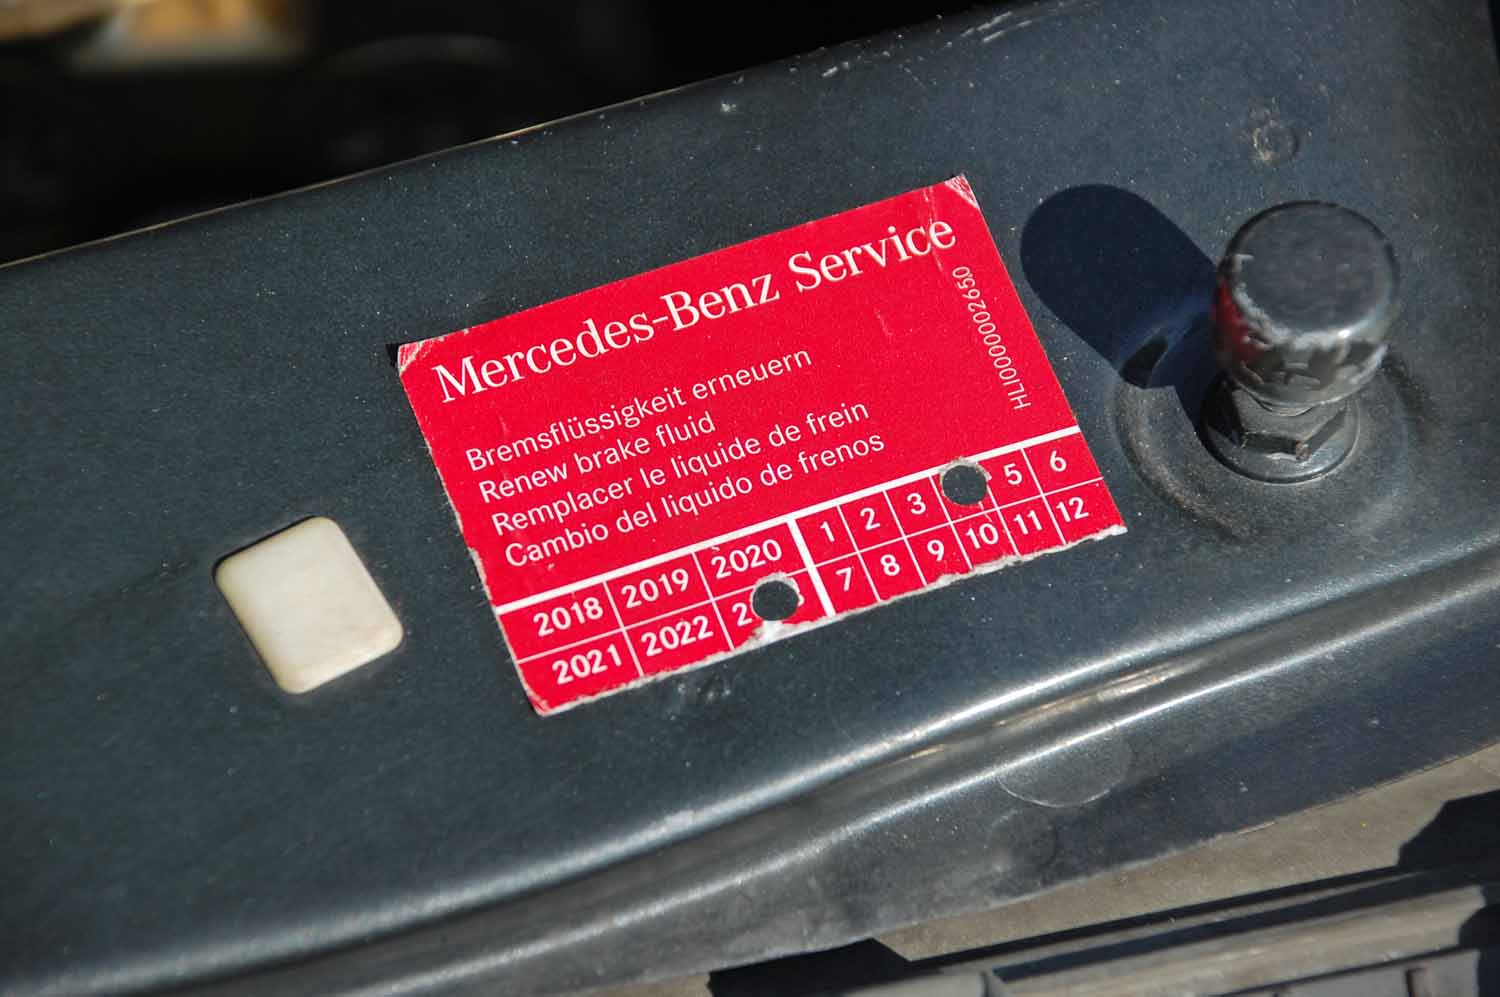 Mercedes-Benz Service
HLI00000002650
Bremsflüssigkeit erneuern
Renew brake fluid
Remplacer le liquide de frein
Cambio del liquido de frenos
2018 2019 2020 1 2 3 5 6
2021 2022 7 8 9 10 11 12